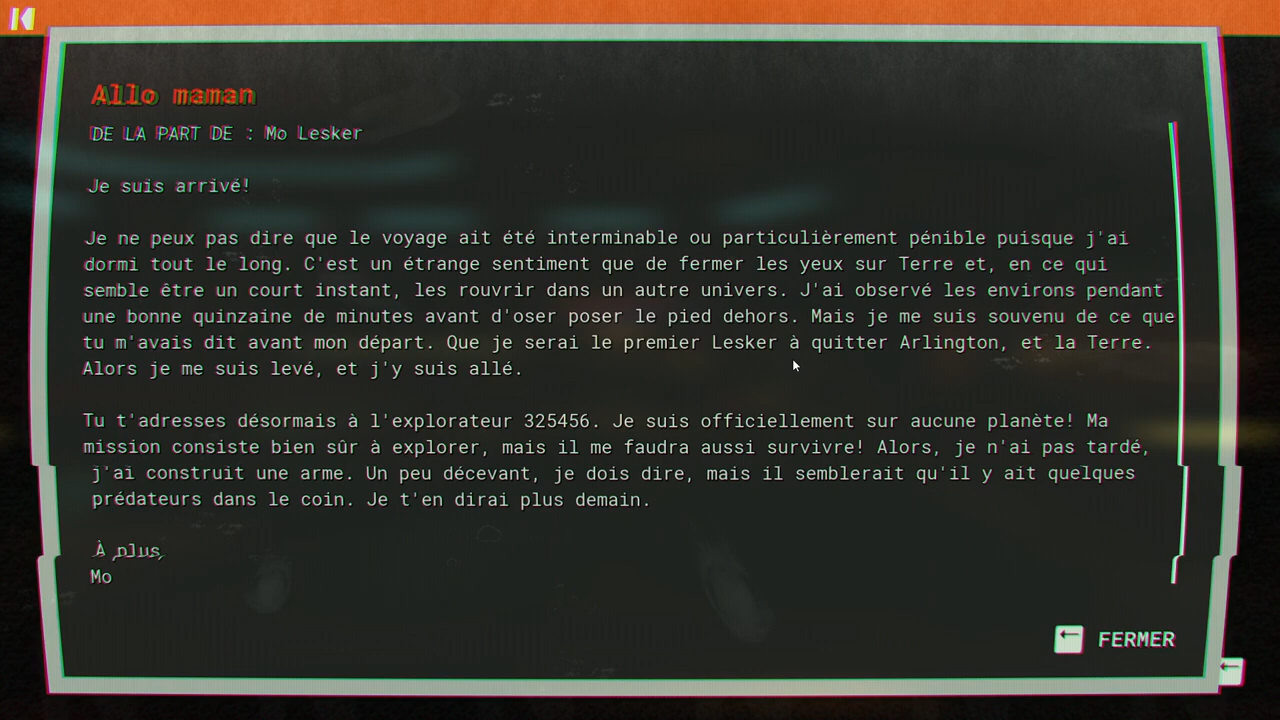 Allo maman
DE LA PART DE : Mo Lesker
Je suis arrivé!
Je ne peux pas dire que le voyage ait été interminable ou particulièrement pénible puisque j'ai
dormi tout le long. C'est un étrange sentiment que de fermer les yeux sur Terre et, en ce qui
semble être un court instant, les rouvrir dans un autre univers. J'ai observé les environs pendant
une bonne quinzaine de minutes avant d'oser poser le pied dehors. Mais je me suis souvenu de ce que
tu m'avais dit avant mon départ. Que je serai le premier Lesker à quitter Arlington, et la Terre.
Alors je me suis levé, et j'y suis allé.
Tu t'adresses désormais à l'explorateur 325456. Je suis officiellement sur aucune planète! Ma
mission consiste bien sûr à explorer, mais il me faudra aussi survivre! Alors, je n'ai pas tardé,
j'ai construit une arme. Un peu décevant, je dois dire, mais il semblerait qu'il y ait quelques
prédateurs dans le coin. Je t'en dirai plus demain.
À plus,
Mo
FERMER